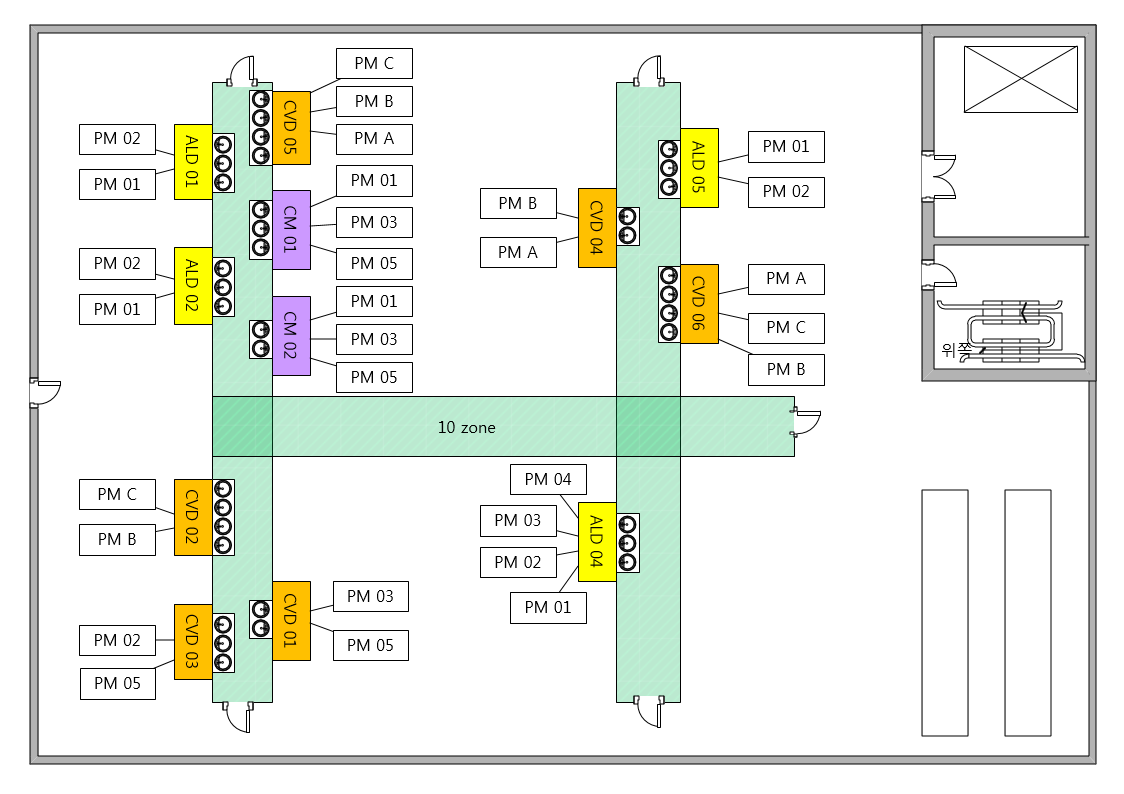 PM C
CVD 05
PM B
PM A
PM 02
ALD 01
PM 01
PM 01
CM 01
PM 03
PM 05
PM 02
ALD 02
PM 01
PM 01
CM 02
PM 03
PM 05
ALD 05
PM 01
PM 02
PM B
CVD 04
PM A
CVD 06
PM A
PM C
PM B
위쪽
10 zone
PM C
CVD 02
PM B
PM 04
PM 03
ALD 04
PM 02
PM 01
CVD 01
PM 03
PM 05
PM 02
CVD 03
PM 05